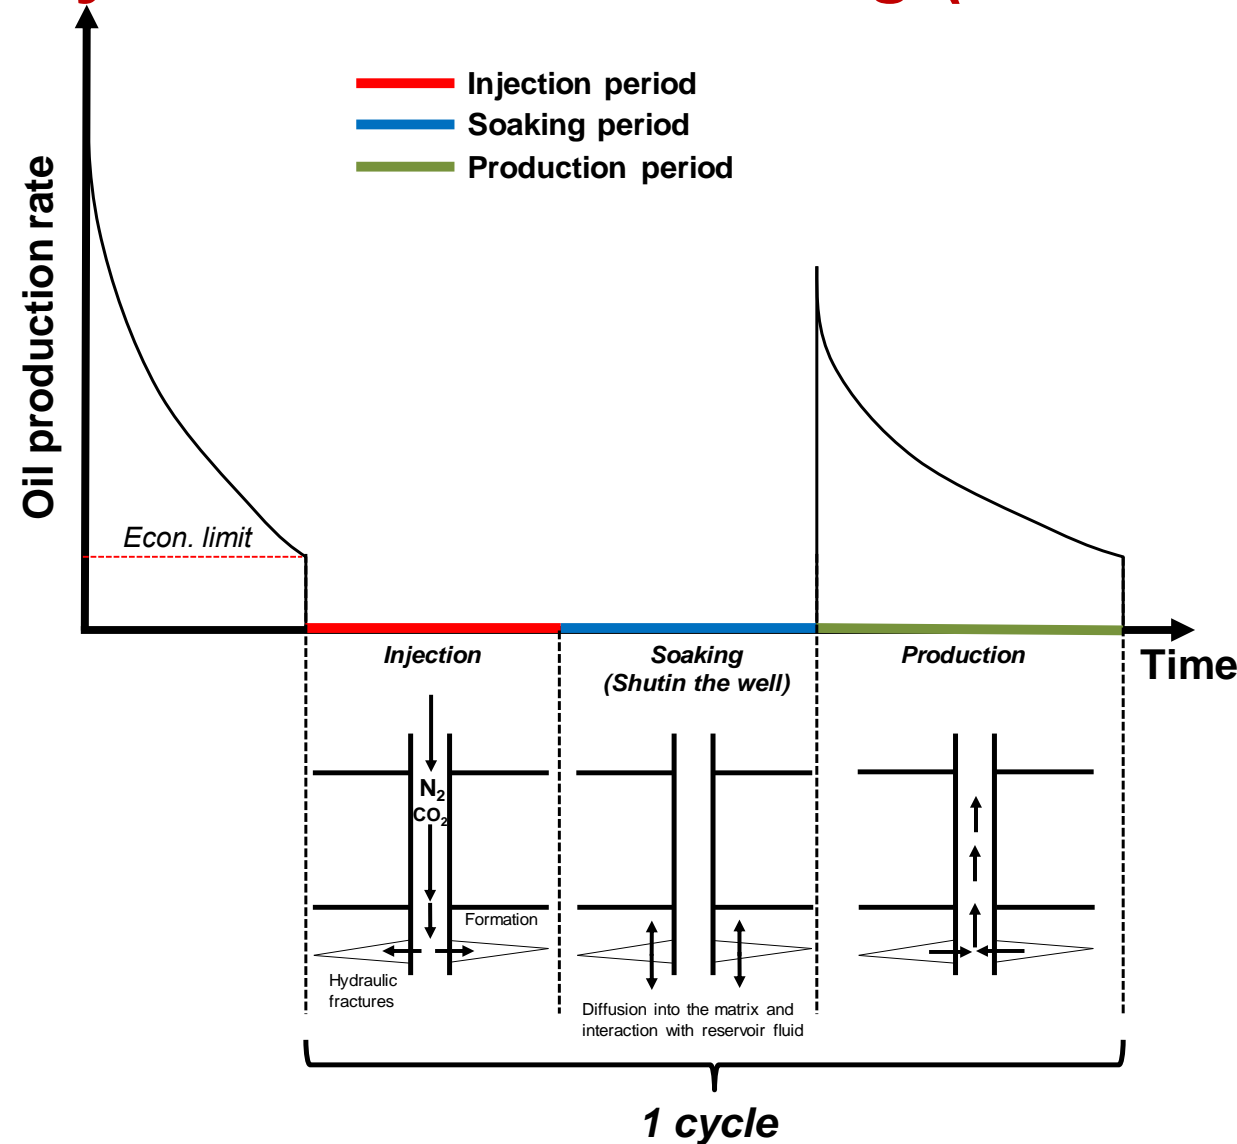 Injection period
Soaking period
Production period
Oil production rate
Econ. limit
Injection
Soaking
(Shutin the well)
Production
Time
N2
CO2
Formation
Hydraulic
fractures
Diffusion into the matrix and
interaction with reservoir fluid
1 cycle